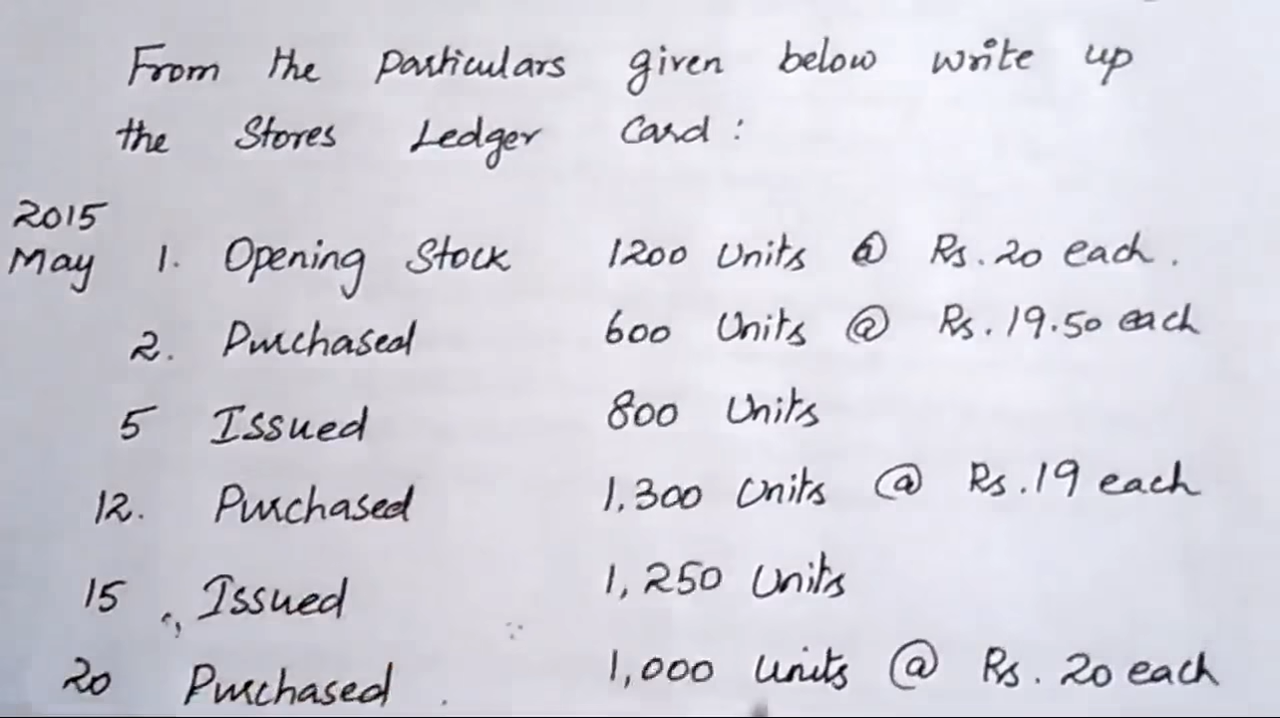 From the particulars given below write up
the Stores Ledger Card :
2015
May 1. Opening Stock 1200 Units @ Rs. 20 each.
2. Purchased 600 Units @ Rs. 19.50 each
5 Issued 800 Units
12. Purchased 1,300 Units @ Rs. 19 each
15 Issued 1,250 Units
20 Purchased 1,000 units @ Rs. 20 each